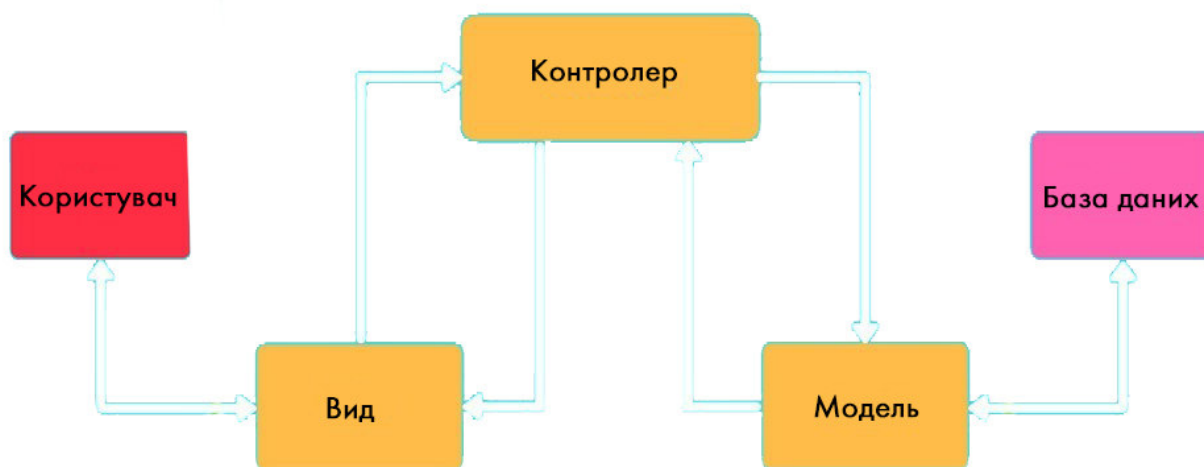 Контролер
Користувач
База даних
Вид
Модель